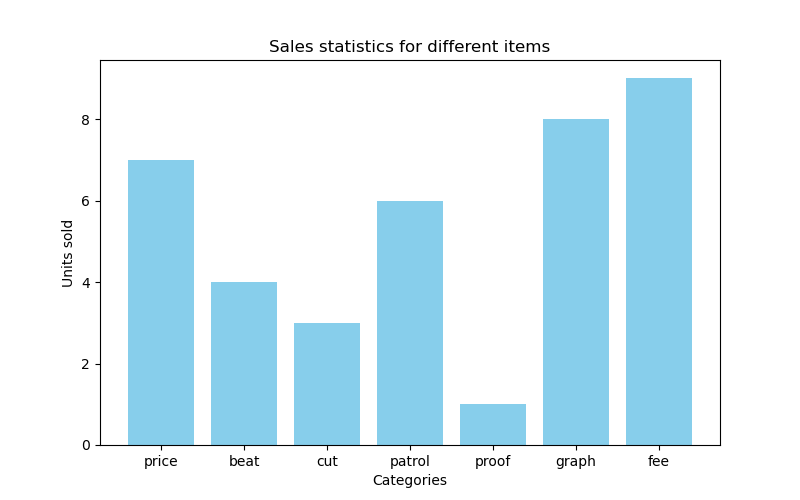 Sales statistics for different items
Units sold
8
6
4
2
0
price beat cut patrol proof graph fee
Categories